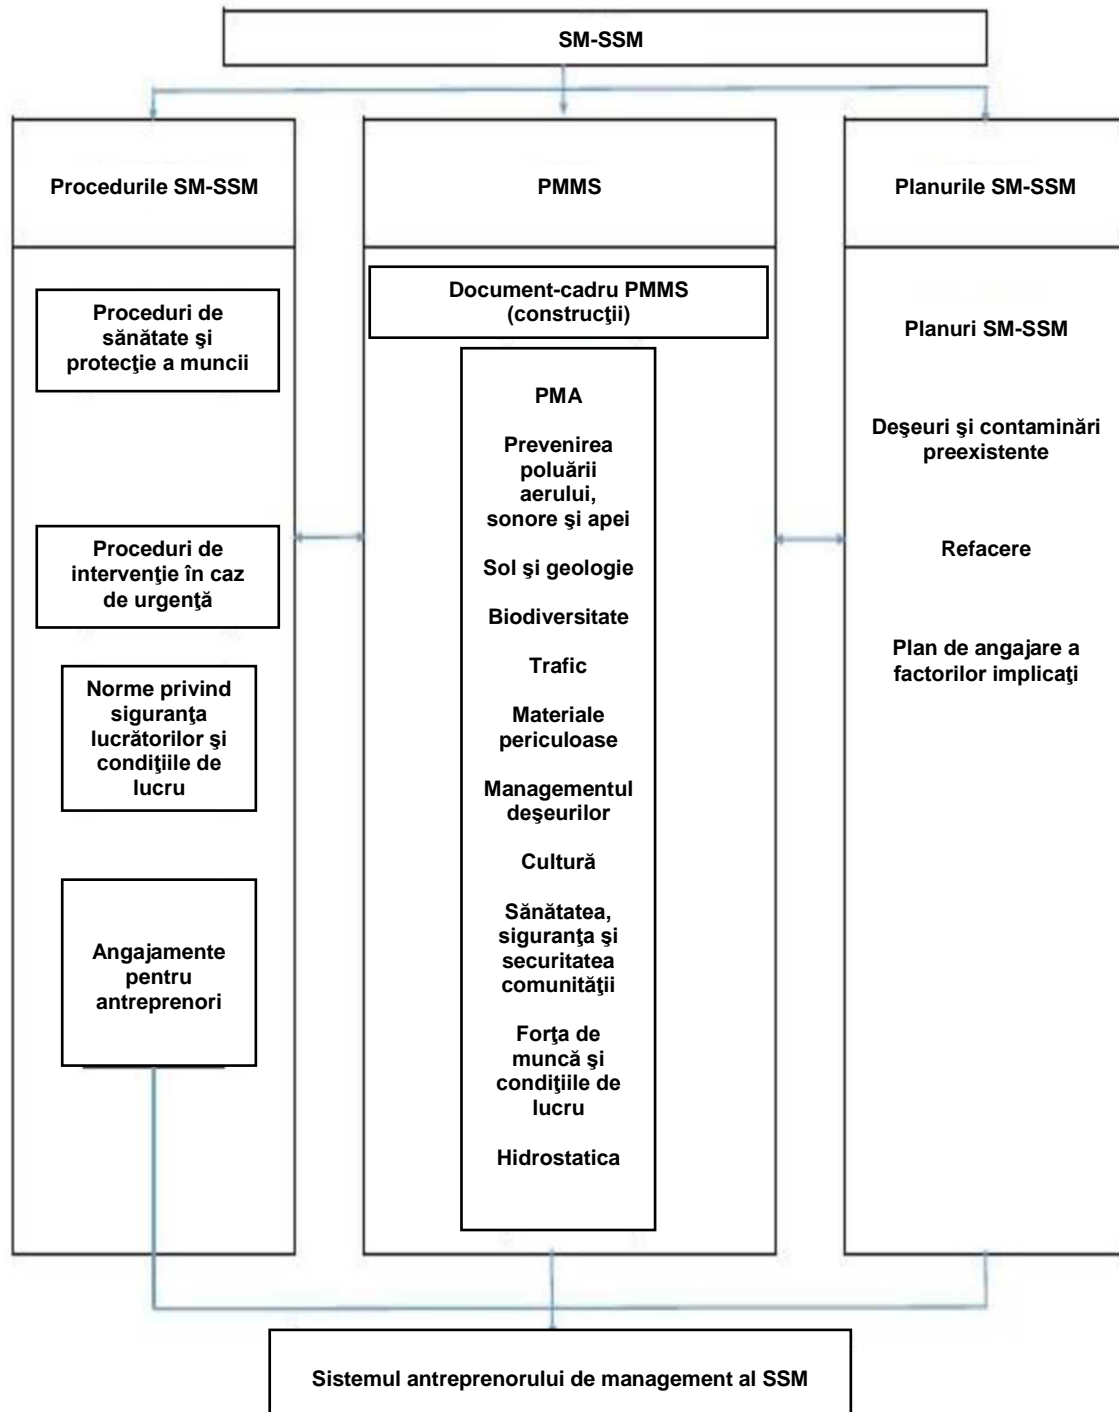 SM-SSM
Procedurile SM-SSM
Proceduri de
sănătate şi
protecţie a muncii
Proceduri de
intervenţie în caz
de urgenţă
Norme privind
siguranţa
lucrătorilor şi
condiţiile de
lucru
Angajamente
pentru
antreprenori
PMMS
Document-cadru PMMS
(construcţii)
PMA
Prevenirea
poluării
aerului,
sonore şi apei
Sol şi geologie
Biodiversitate
Trafic
Materiale
periculoase
Managementul
deşeurilor
Cultură
Sănătatea,
siguranţa şi
securitatea
comunităţii
Forţa de
muncă şi
condiţiile de
lucru
Hidrostatica
Planurile SM-SSM
Planuri SM-SSM
Deşeuri şi contaminări
preexistente
Refacere
Plan de angajare a
factorilor implicaţi
Sistemul antreprenorului de management al SSM